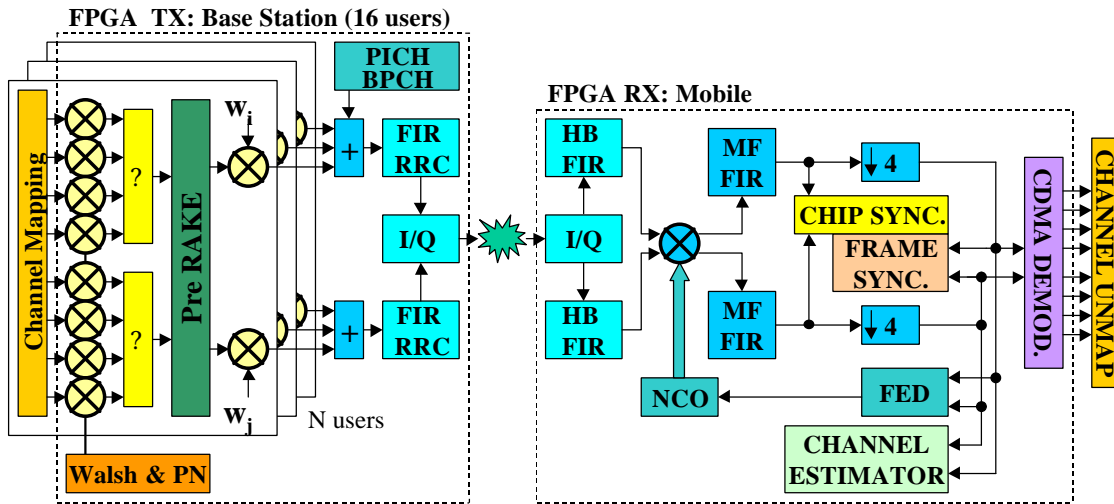 FPGA TX: Base Station (16 users)
PICH
BPCH
FPGA RX: Mobile
Channel Mapping
?
?
Pre RAKE
w_i
w_j
+
+
FIR
RRC
I/Q
FIR
RRC
N users
Walsh & PN
HB
FIR
I/Q
HB
FIR
MF
FIR
MF
FIR
↓ 4
CHIP SYNC.
FRAME
SYNC.
↓ 4
NCO
FED
CHANNEL
ESTIMATOR
CDMA DEMOD.
CHANNEL UNMAP